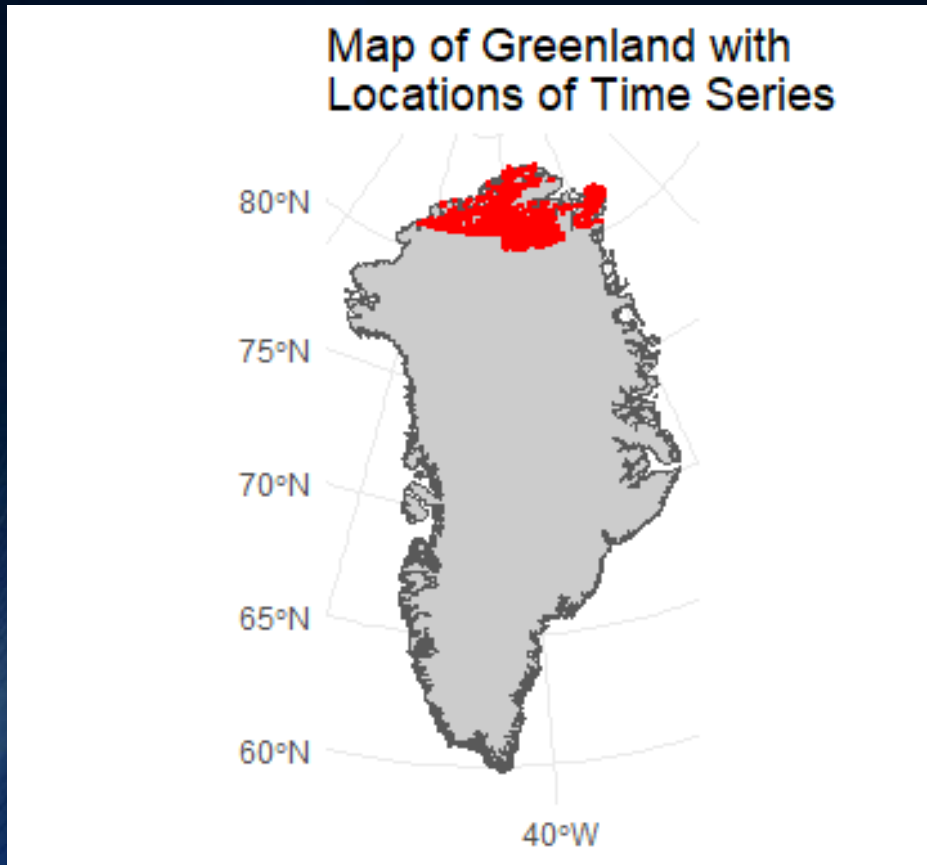 Map of Greenland with
Locations of Time Series
80°N
75°N
70°N
65°N
60°N
40°W